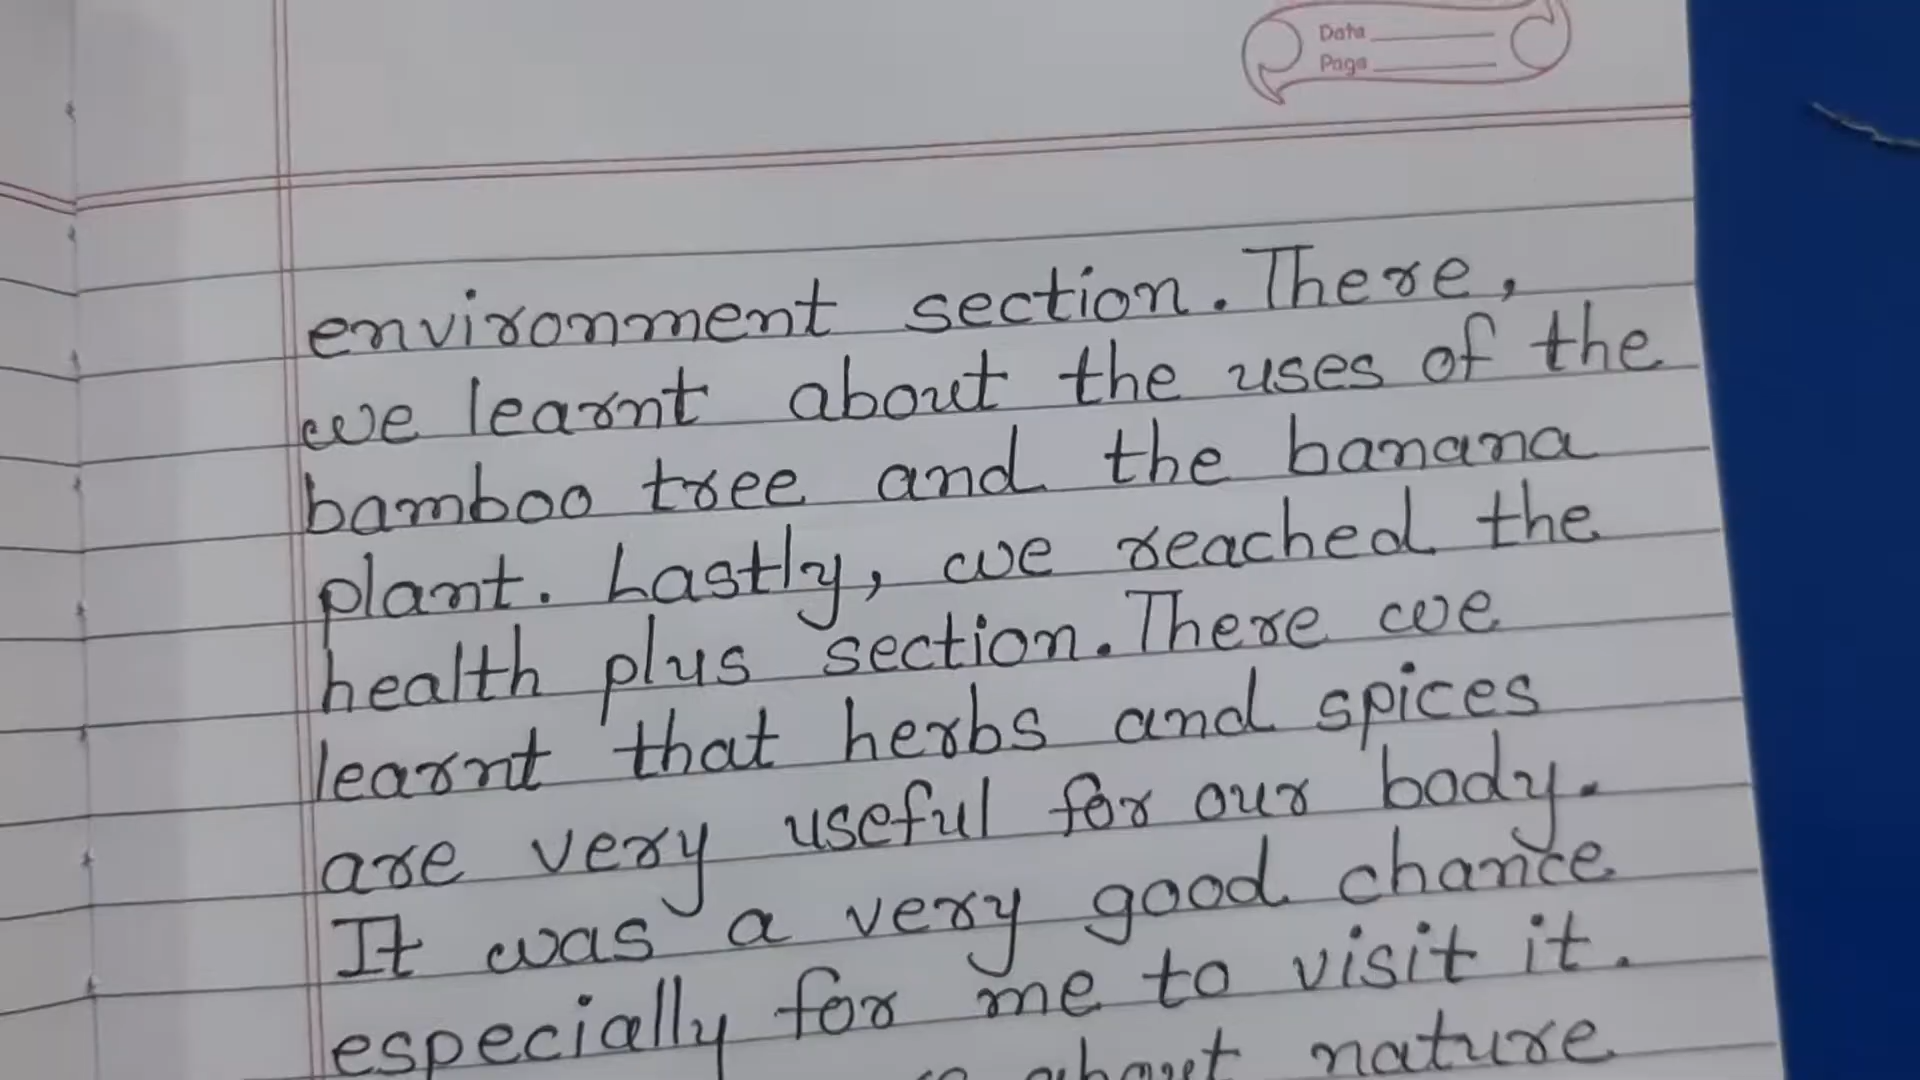 Data
Page
environment section. There,
we learnt about the uses of the
bamboo tree and the banana
plant. Lastly, we reached the
health plus section. There we
learnt that herbs and spices
are very useful for our body.
It was a very good chance
especially for me to visit it.
about nature